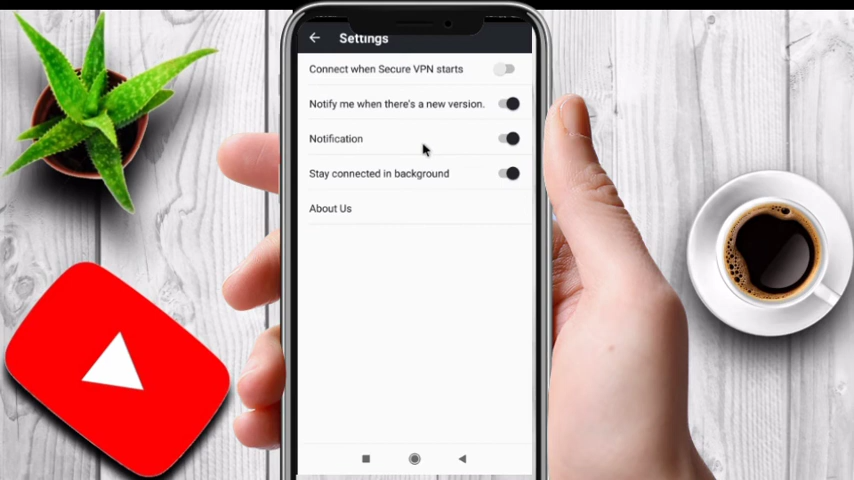 Settings
Connect when Secure VPN starts
Notify me when there's a new version.
Notification
Stay connected in background
About Us